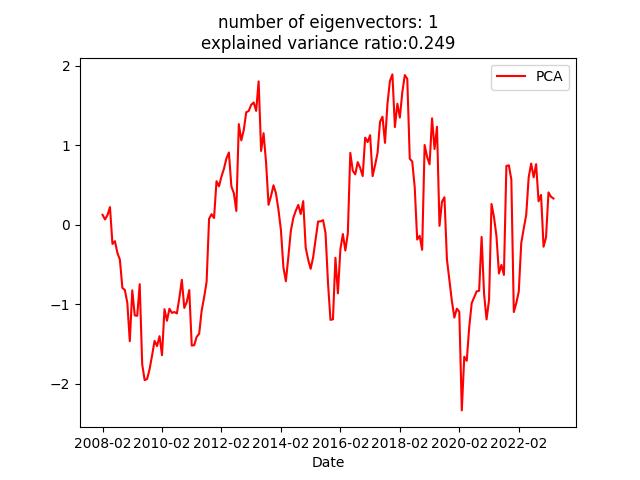 number of eigenvectors: 1
explained variance ratio:0.249
PCA
2
1
0
−1
−2
2008-02 2010-02 2012-02 2014-02 2016-02 2018-02 2020-02 2022-02
Date